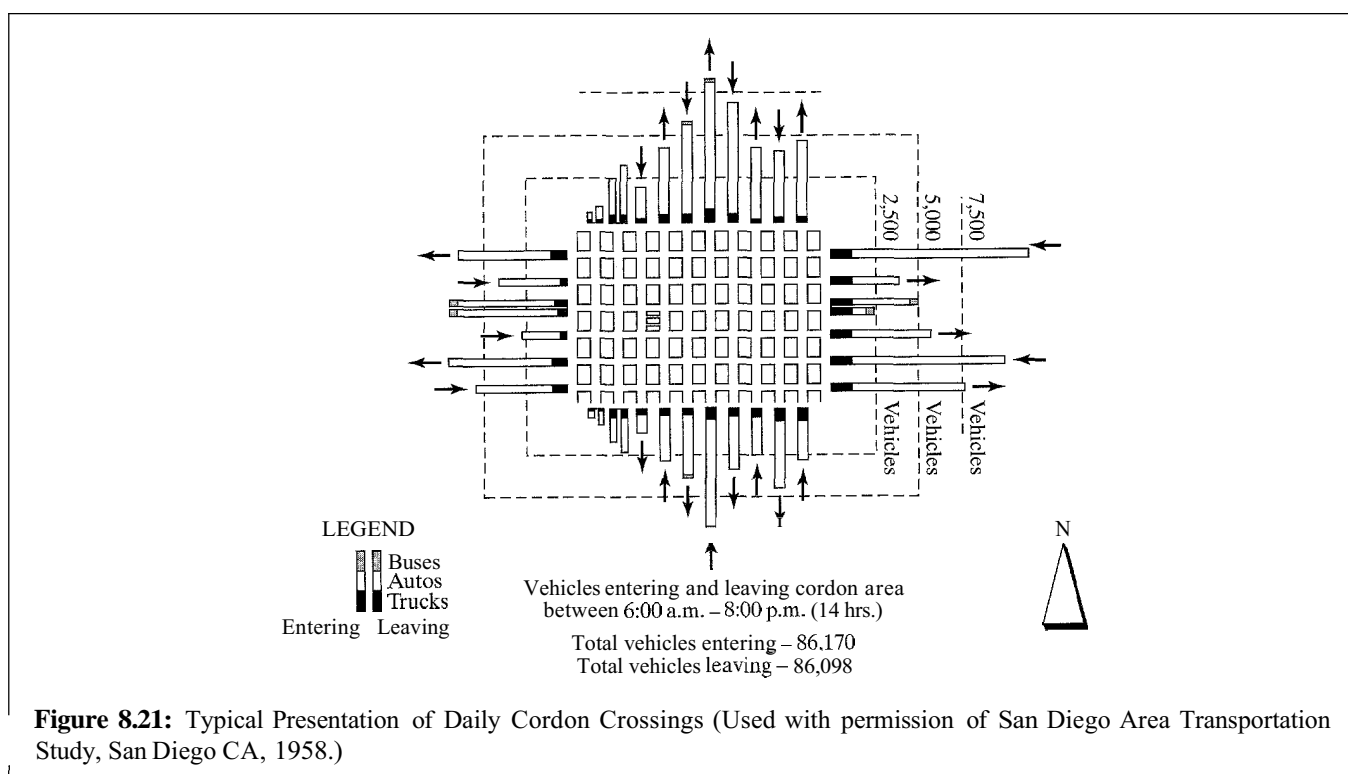 2,500
5,000
7,500
Vehicles
Vehicles
Vehicles
LEGEND
Buses
Autos
Trucks
Entering Leaving
N
Vehicles entering and leaving cordon area
between 6:00 a.m. – 8:00 p.m. (14 hrs.)
Total vehicles entering – 86,170
Total vehicles leaving – 86,098
Figure 8.21: Typical Presentation of Daily Cordon Crossings (Used with permission of San Diego Area Transportation
Study, San Diego CA, 1958.)